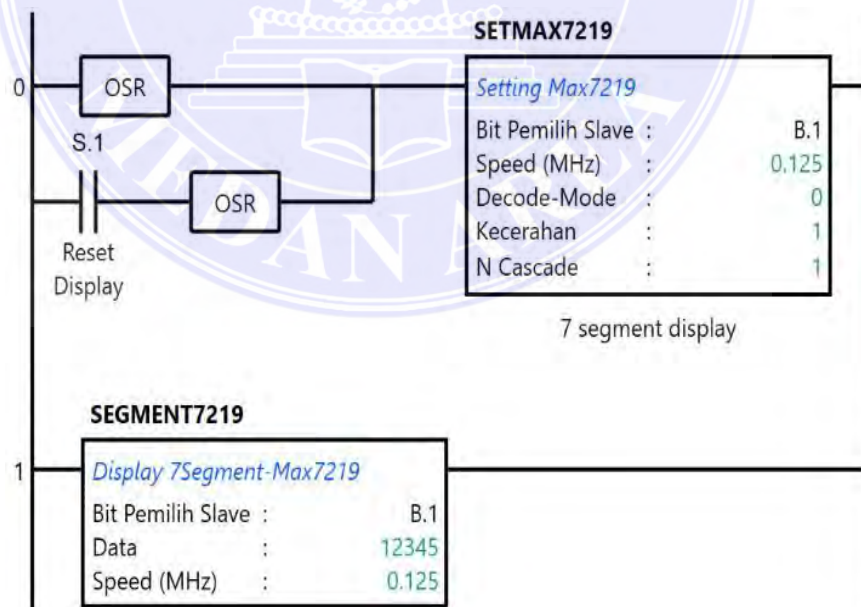 SETMAX7219
0
OSR
Setting Max7219
Bit Pemilih Slave : B.1
Speed (MHz) : 0.125
Decode-Mode : 0
Kecerahan : 1
N Cascade : 1
S.1
OSR
Reset
Display
7 segment display
SEGMENT7219
1
Display 7Segment-Max7219
Bit Pemilih Slave : B.1
Data : 12345
Speed (MHz) : 0.125
MEDAN AREA